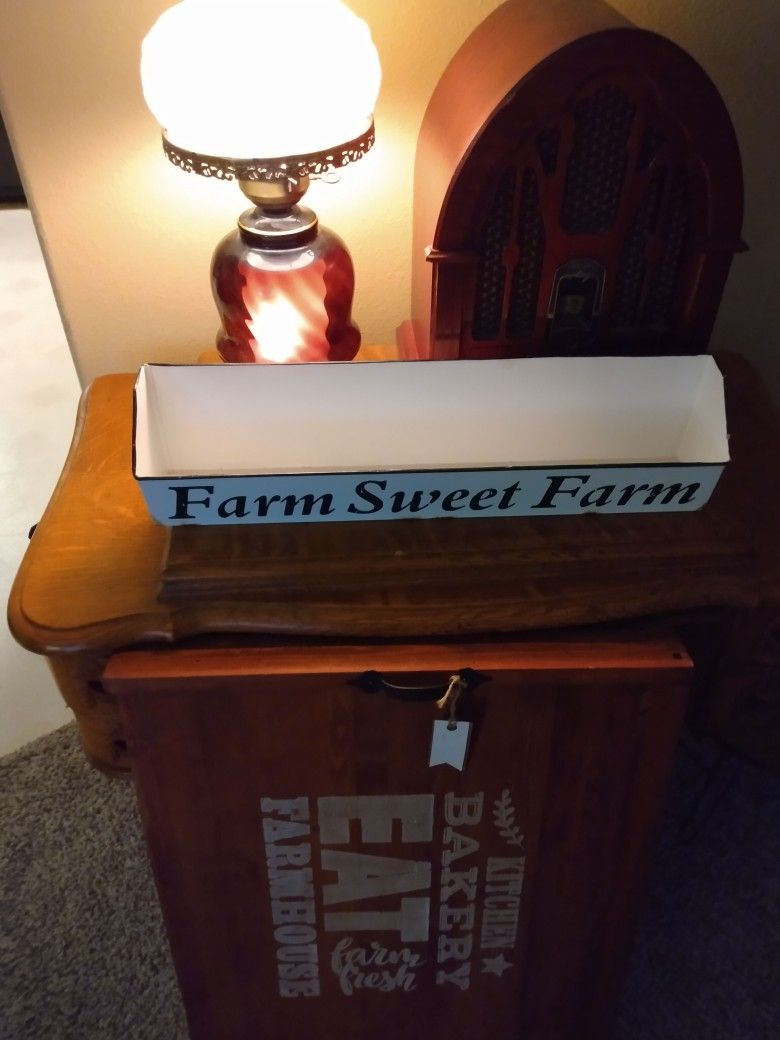 Farm Sweet Farm
KITCHEN
BAKERY
EAT
farm
fresh
FARMHOUSE